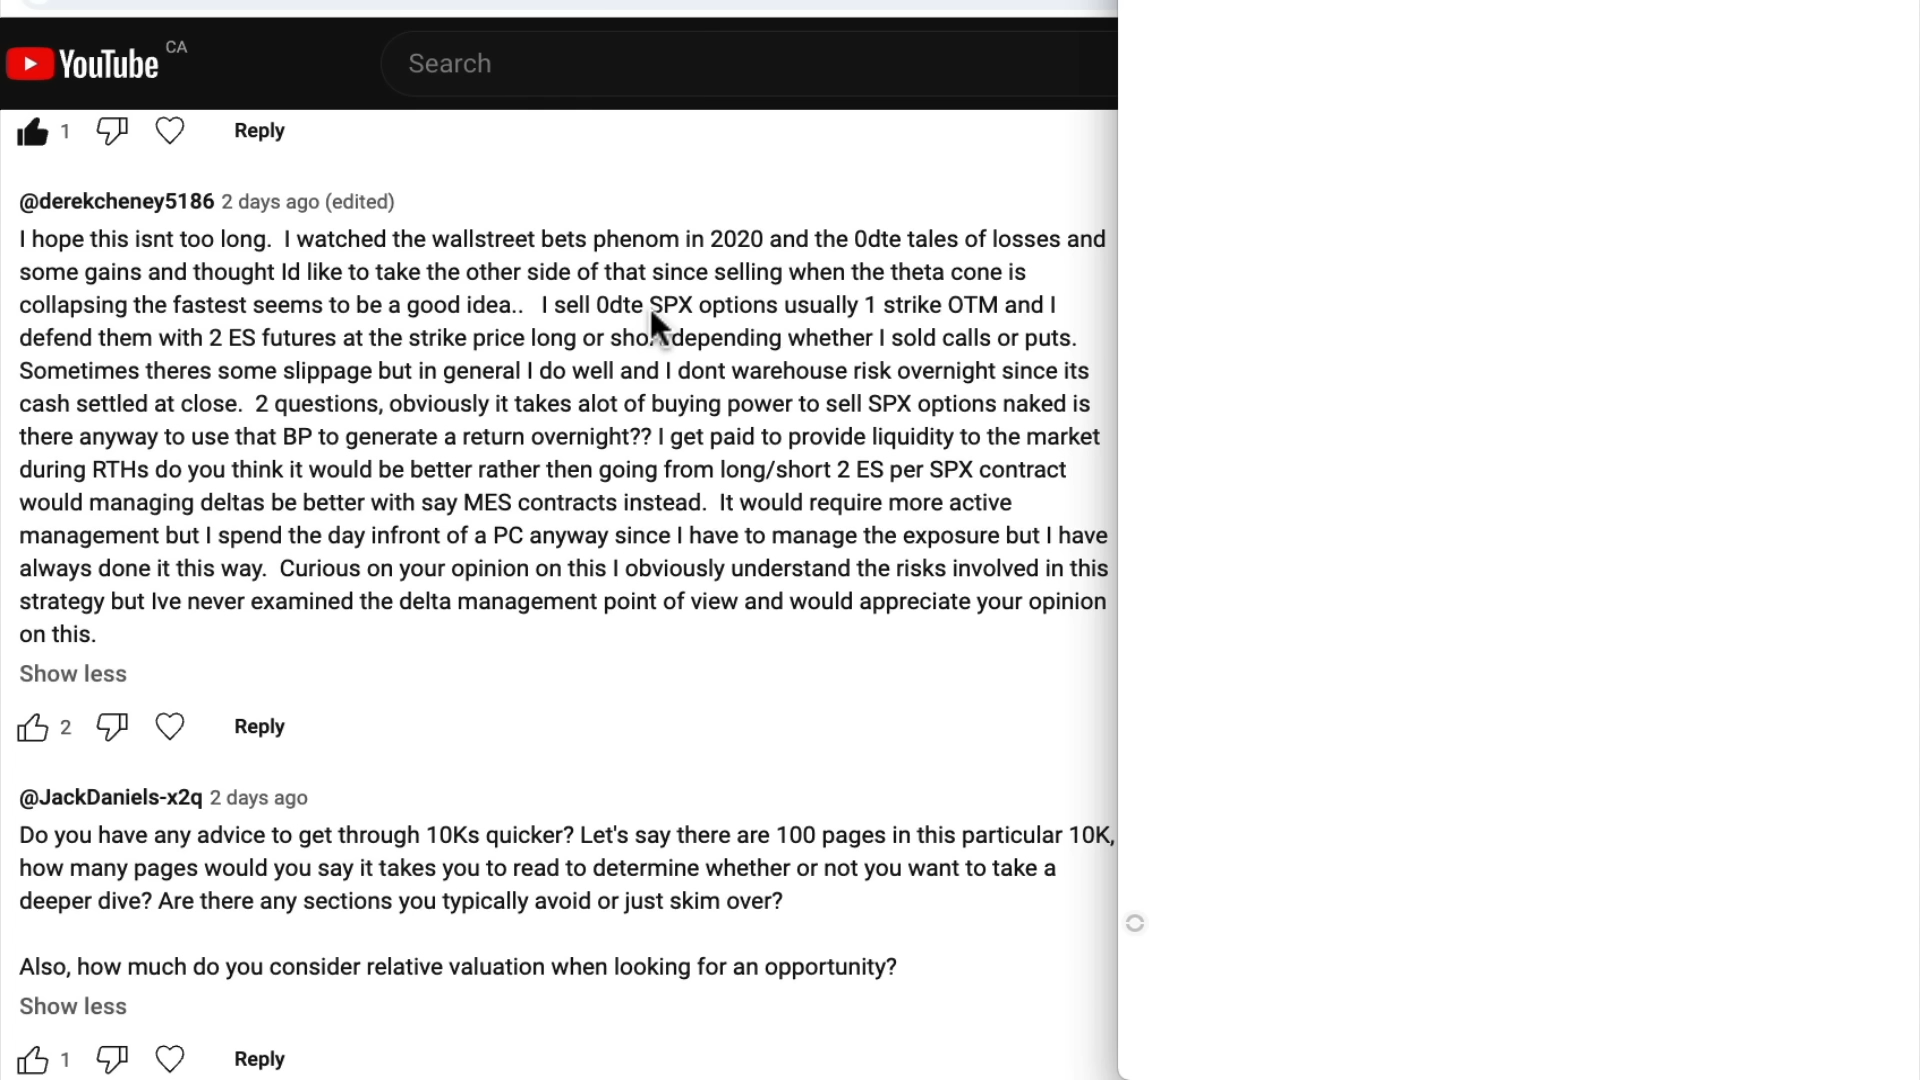 YouTube CA
Search
1
Reply
@derekcheney5186 2 days ago (edited)
I hope this isnt too long.  I watched the wallstreet bets phenom in 2020 and the 0dte tales of losses and
some gains and thought Id like to take the other side of that since selling when the theta cone is
collapsing the fastest seems to be a good idea..   I sell 0dte SPX options usually 1 strike OTM and I
defend them with 2 ES futures at the strike price long or depending whether I sold calls or puts.
Sometimes theres some slippage but in general I do well and I dont warehouse risk overnight since its
cash settled at close.  2 questions, obviously it takes alot of buying power to sell SPX options naked is
there anyway to use that BP to generate a return overnight?? I get paid to provide liquidity to the market
during RTHs do you think it would be better rather then going from long/short 2 ES per SPX contract
would managing deltas be better with say MES contracts instead.  It would require more active
management but I spend the day infront of a PC anyway since I have to manage the exposure but I have
always done it this way.  Curious on your opinion on this I obviously understand the risks involved in this
strategy but Ive never examined the delta management point of view and would appreciate your opinion
on this.
Show less
2
Reply
@JackDaniels-x2q 2 days ago
Do you have any advice to get through 10Ks quicker? Let's say there are 100 pages in this particular 10K,
how many pages would you say it takes you to read to determine whether or not you want to take a
deeper dive? Are there any sections you typically avoid or just skim over?
Also, how much do you consider relative valuation when looking for an opportunity?
Show less
1
Reply